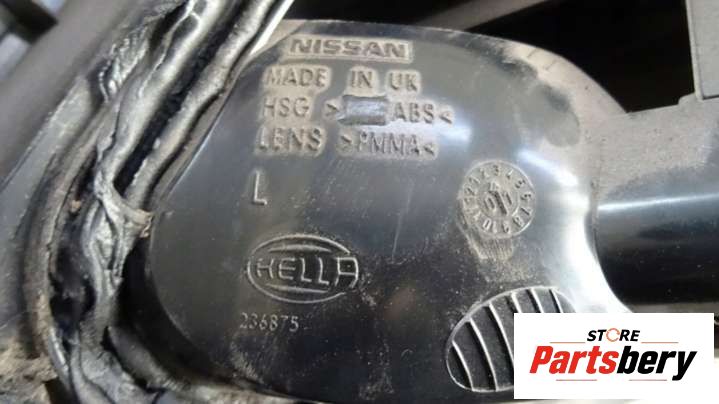 NISSAN
MADE IN UK
HSG > ABS<
LENS >PMMA<
L
HELLA
236875
STORE
Partsbery